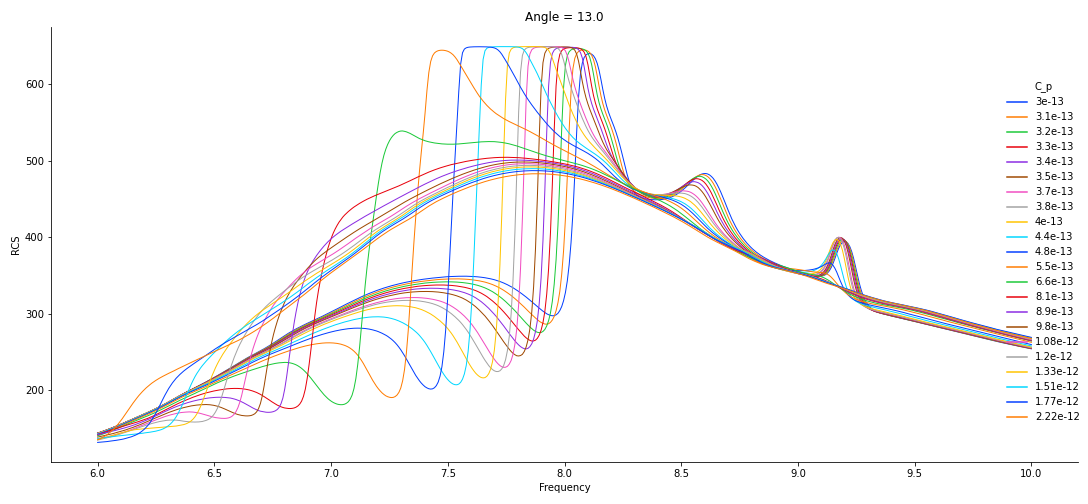 Angle = 13.0
600
500
400
300
200
RCS
6.0 6.5 7.0 7.5 8.0 8.5 9.0 9.5 10.0
Frequency
C_p
3e-13
3.1e-13
3.2e-13
3.3e-13
3.4e-13
3.5e-13
3.7e-13
3.8e-13
4e-13
4.4e-13
4.8e-13
5.5e-13
6.6e-13
8.1e-13
8.9e-13
9.8e-13
1.08e-12
1.2e-12
1.33e-12
1.51e-12
1.77e-12
2.22e-12